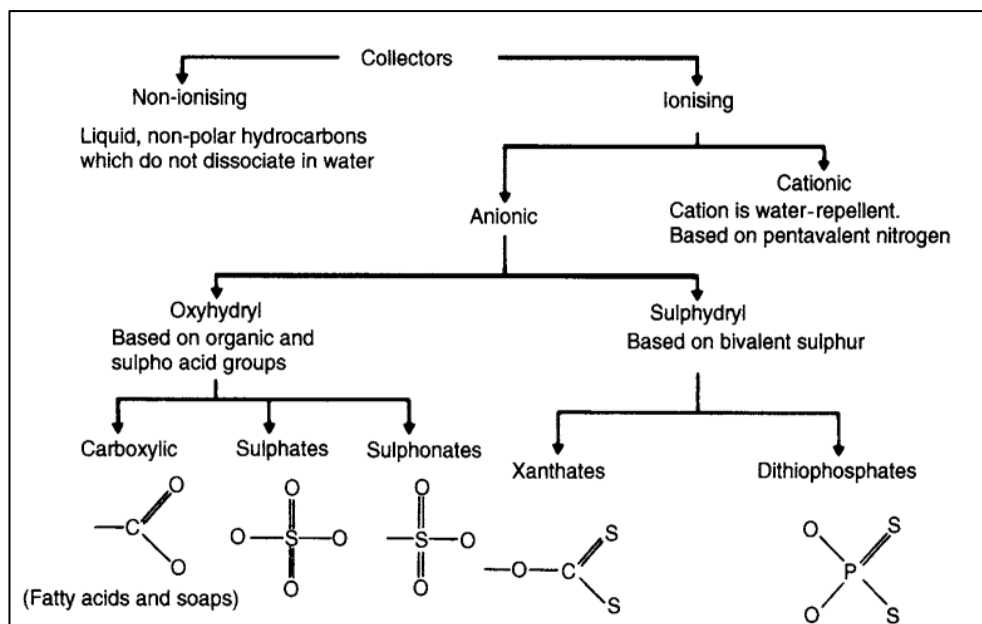 Collectors
Non-ionising
Ionising
Liquid, non-polar hydrocarbons
which do not dissociate in water
Cationic
Anionic
Cation is water-repellent.
Based on pentavalent nitrogen
Oxyhydryl
Sulphydryl
Based on organic and
sulpho acid groups
Based on bivalent sulphur
Carboxylic
Sulphates
Sulphonates
Xanthates
Dithiophosphates
O
C
O
(Fatty acids and soaps)
O
O S O
O
O
S O
O
S
O C
S
O S
P
O S